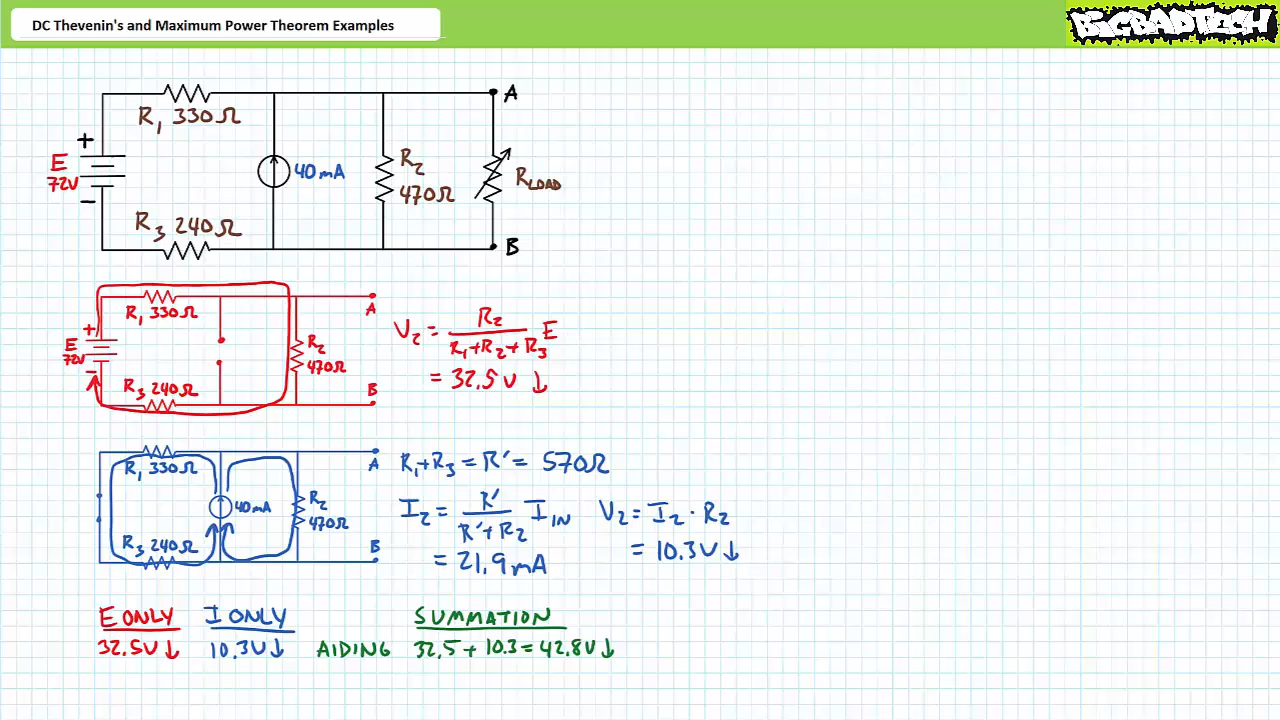 DC Thevenin's and Maximum Power Theorem Examples
BIGBADTECH
A
R₁ 330Ω
+
E
72V
40mA
R₂
470Ω
R_LOAD
−
R₃ 240Ω
B
R₁ 330Ω
A
+
E
72V
−
R₂
470Ω
R₃ 240Ω
B
V₂ = R₂ / (R₁+R₂+R₃) E
= 32.5V ↓
R₁ 330Ω
A
40mA
R₂
470Ω
R₃ 240Ω
B
R₁+R₃ = R' = 570Ω
I₂ = R' / (R'+R₂) I_IN
= 21.9mA
V₂ = I₂ · R₂
= 10.3V ↓
E ONLY
32.5V ↓
I ONLY
10.3V ↓
AIDING
SUMMATION
32.5 + 10.3 = 42.8V ↓